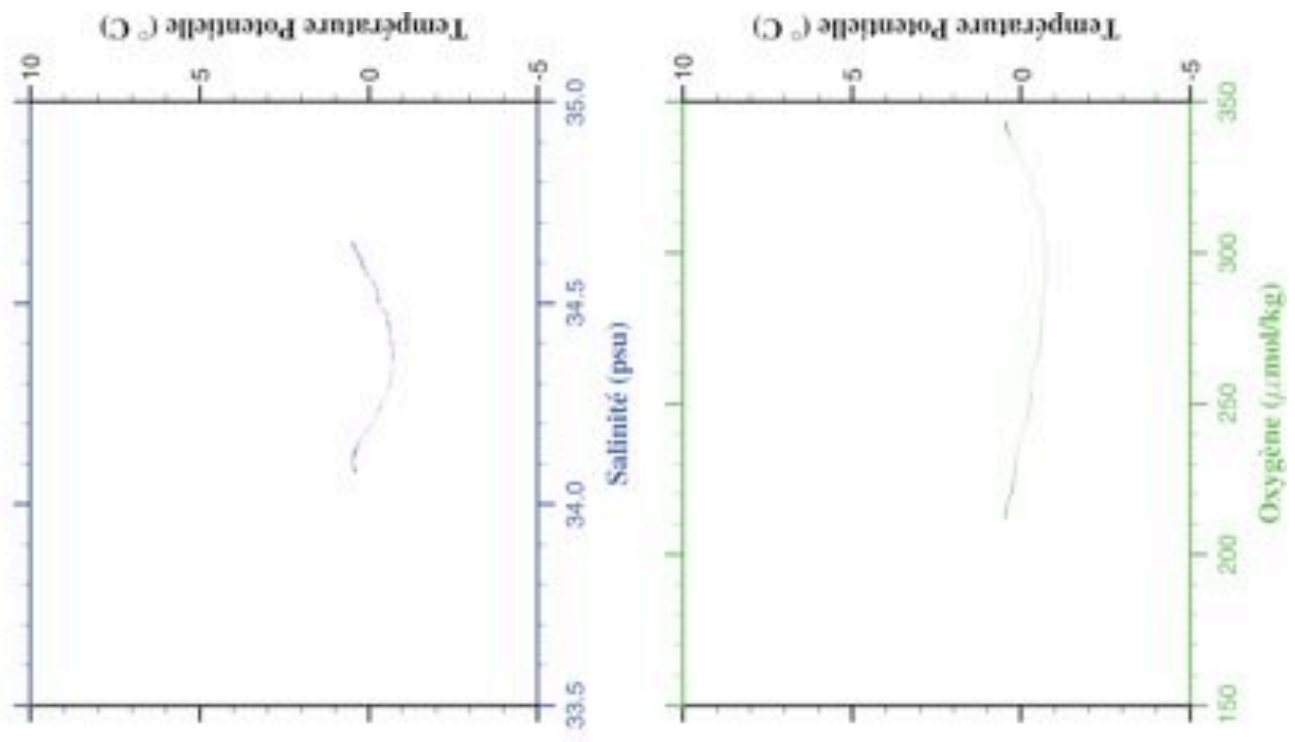 Température Potentielle (° C)
10 5 0 -5
33.5 34.0 34.5 35.0
Salinité (psu)
Température Potentielle (° C)
10 5 0 -5
150 200 250 300 350
Oxygène (μmol/kg)